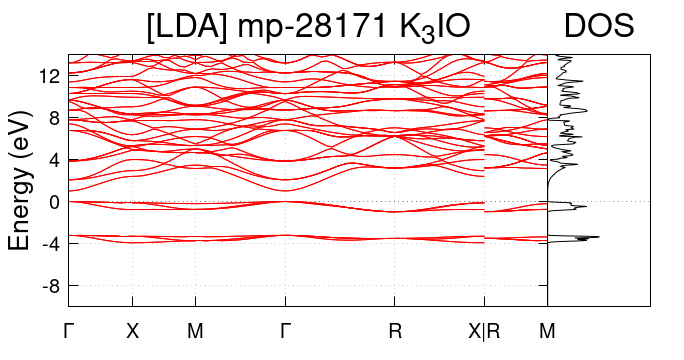 [LDA] mp-28171 K₃IO DOS
Energy (eV)
12
8
4
0
-4
-8
Γ X M Γ R X|R M